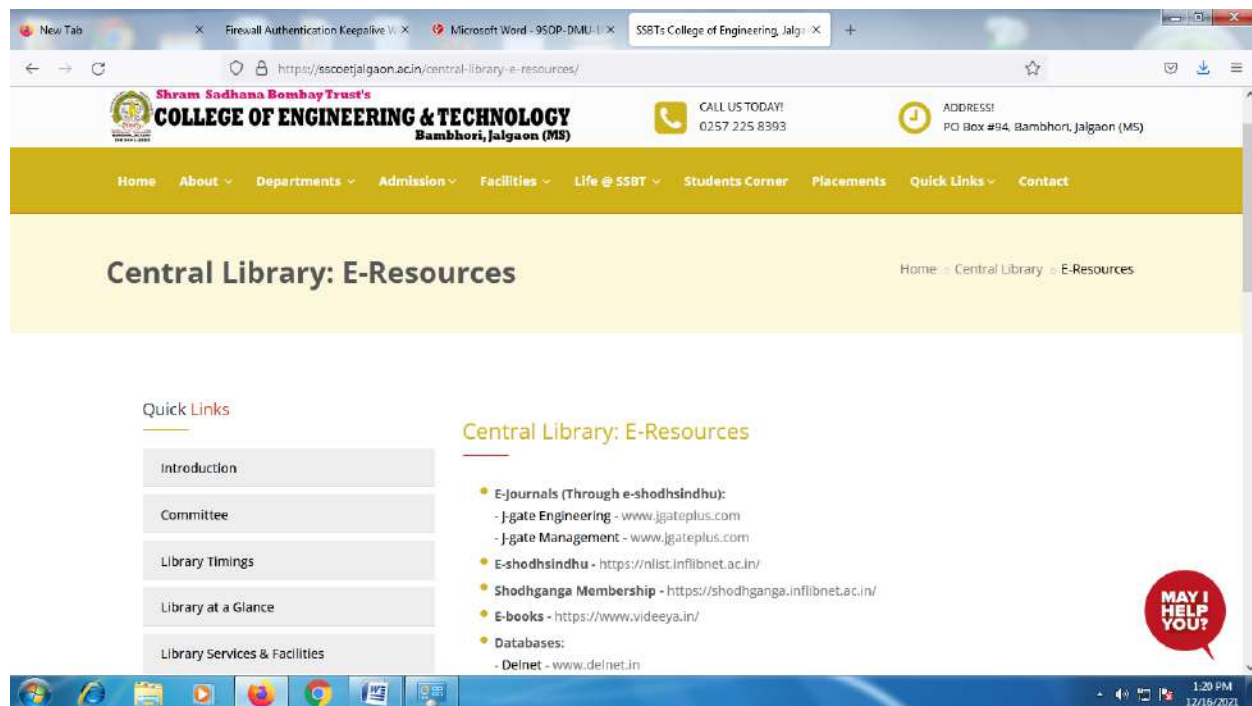 New Tab
Firewall Authentication Keepalive W
Microsoft Word - 9SOP-DMU-
SSBTs College of Engineering, Jalga
https://sscoetjalgaon.ac.in/central-library-e-resources/
Shram Sadhana Bombay Trust's
COLLEGE OF ENGINEERING & TECHNOLOGY
Bambhori, Jalgaon (MS)
CALL US TODAY!
0257 225 8393
ADDRESS!
PO Box #94, Bambhori, Jalgaon (MS)
Home About Departments Admission Facilities Life @ SSBT Students Corner Placements Quick Links Contact
Central Library: E-Resources
Home Central Library E-Resources
Quick Links
Introduction
Committee
Library Timings
Library at a Glance
Library Services & Facilities
Central Library: E-Resources
E-Journals (Through e-shodhsindhu):
- J-gate Engineering - www.jgateplus.com
- J-gate Management - www.jgateplus.com
E-shodhsindhu - https://nlist.inflibnet.ac.in/
Shodhganga Membership - https://shodhganga.inflibnet.ac.in/
E-books - https://www.videeya.in/
Databases:
- Delnet - www.delnet.in
MAY I
HELP
YOU?
1:20 PM
12/16/2021